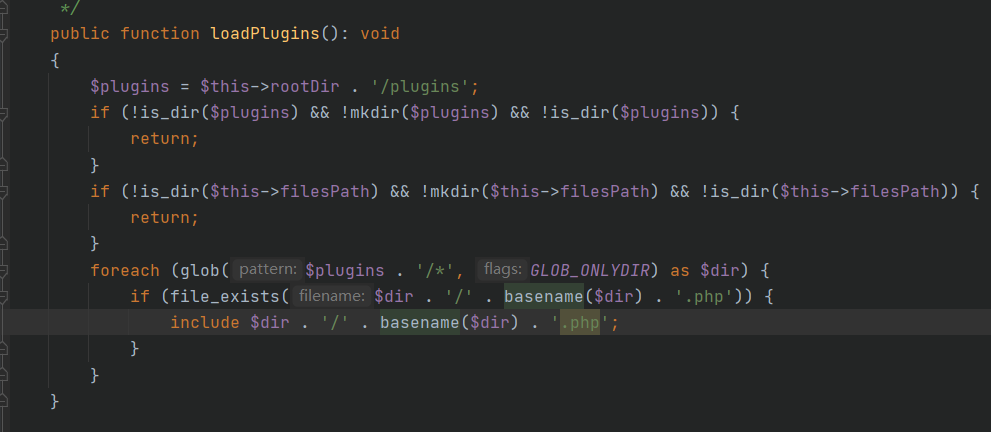 */
public function loadPlugins(): void
{
$plugins = $this->rootDir . '/plugins';
if (!is_dir($plugins) && !mkdir($plugins) && !is_dir($plugins)) {
return;
}
if (!is_dir($this->filesPath) && !mkdir($this->filesPath) && !is_dir($this->filesPath)) {
return;
}
foreach (glob( pattern: $plugins . '/*', flags: GLOB_ONLYDIR) as $dir) {
if (file_exists( filename: $dir . '/' . basename($dir) . '.php')) {
include $dir . '/' . basename($dir) . '.php';
}
}
}